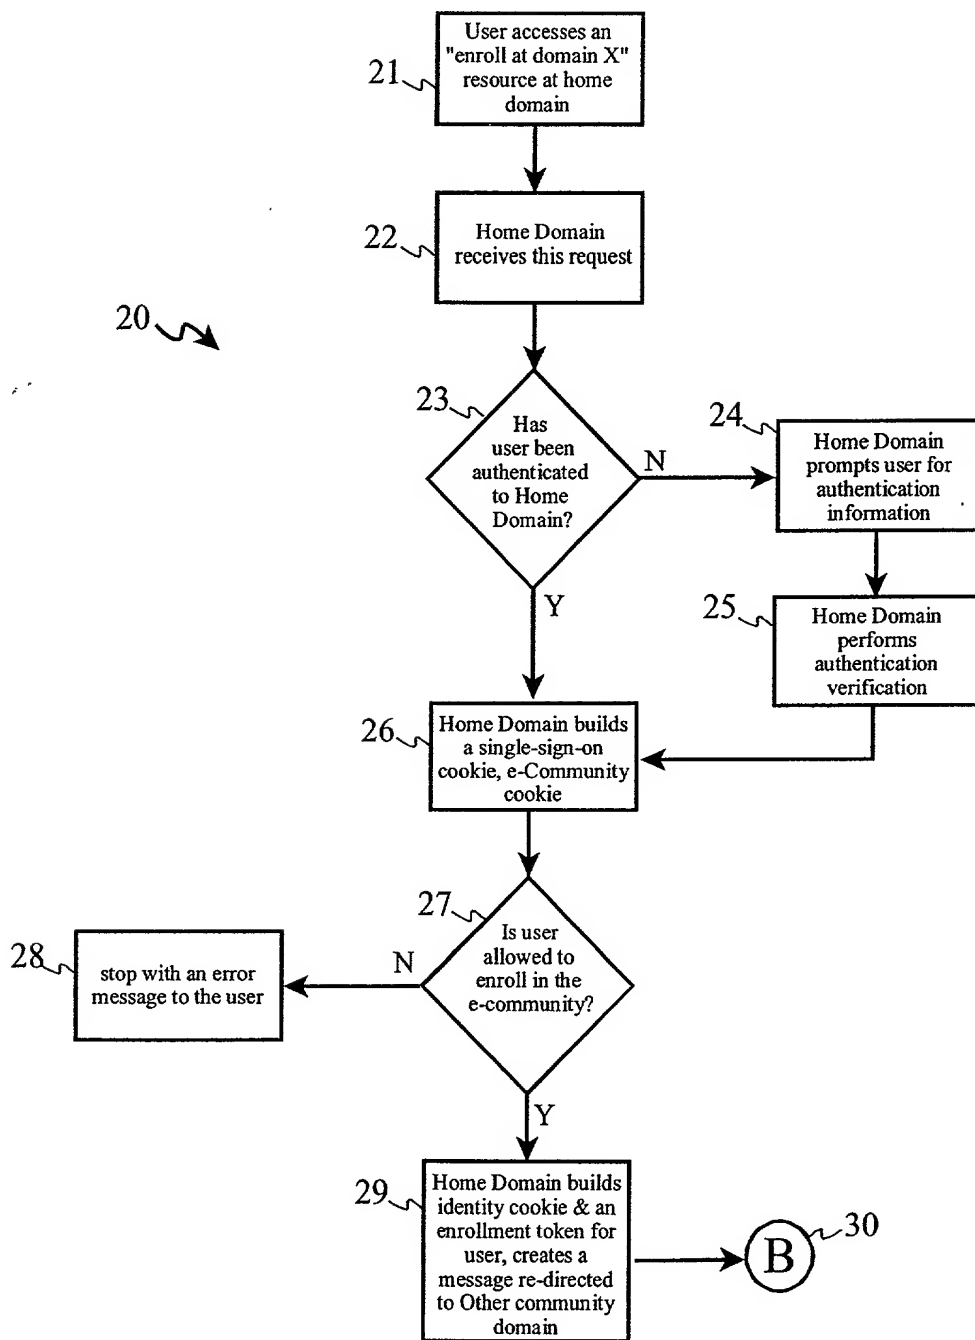 User accesses an
"enroll at domain X"
resource at home
domain
21
Home Domain
receives this request
22
20
23
Has
user been
authenticated
to Home
Domain?
N
Y
24
Home Domain
prompts user for
authentication
information
25
Home Domain
performs
authentication
verification
26
Home Domain builds
a single-sign-on
cookie, e-Community
cookie
27
Is user
allowed to
enroll in the
e-community?
N
Y
28
stop with an error
message to the user
29
Home Domain builds
identity cookie & an
enrollment token for
user, creates a
message re-directed
to Other community
domain
B
30